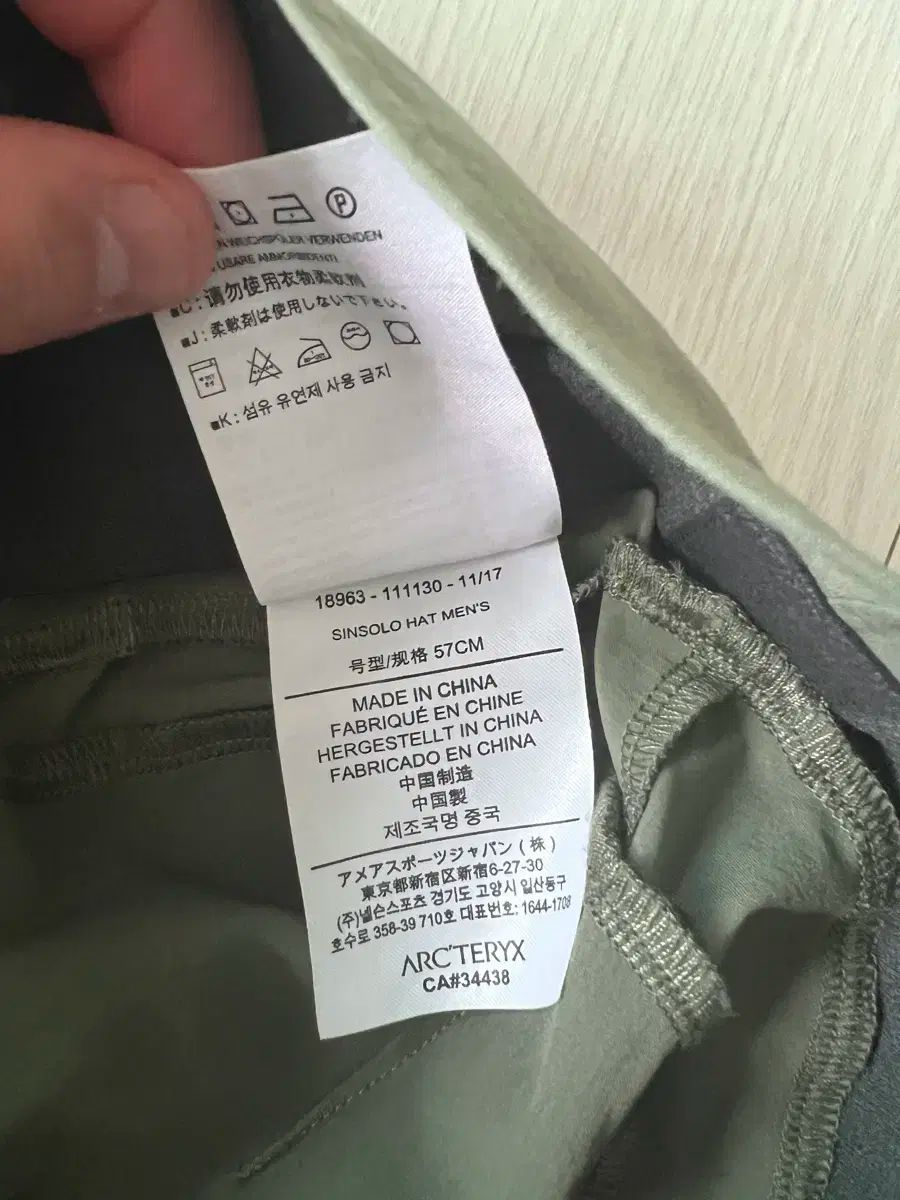 WEICHSPÜLER VERWENDEN
USARE AMMORBIDENTI
■C：请勿使用衣物柔软剂
■J：柔軟剤は使用しないで下さい。
■K : 섬유 유연제 사용 금지
18963 - 111130 - 11/17
SINSOLO HAT MEN'S
号型/规格 57CM
MADE IN CHINA
FABRIQUÉ EN CHINE
HERGESTELLT IN CHINA
FABRICADO EN CHINA
中国制造
中国製
제조국명 중국
アメアスポーツジャパン（株）
東京都新宿区新宿6-27-30
(주)넬슨스포츠 경기도 고양시 일산동구
호수로 358-39 710호 대표번호: 1644-1708
ARC'TERYX
CA#34438